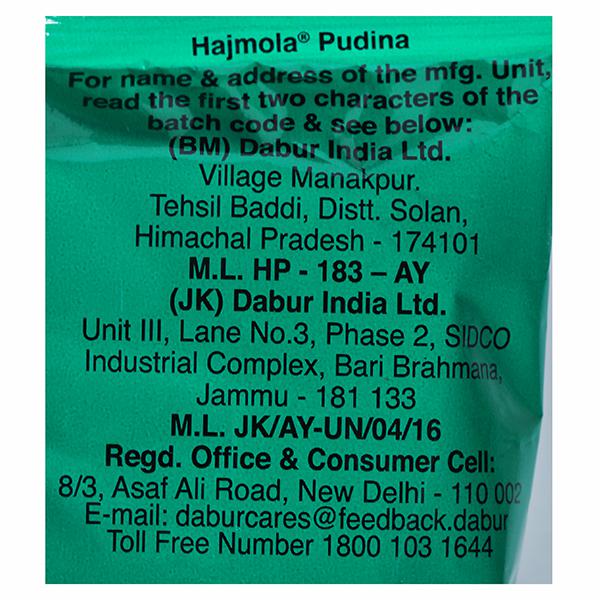 Hajmola® Pudina
For name & address of the mfg. Unit,
read the first two characters of the
batch code & see below:
(BM) Dabur India Ltd.
Village Manakpur.
Tehsil Baddi, Distt. Solan,
Himachal Pradesh - 174101
M.L. HP - 183 – AY
(JK) Dabur India Ltd.
Unit III, Lane No.3, Phase 2, SIDCO
Industrial Complex, Bari Brahmana,
Jammu - 181 133
M.L. JK/AY-UN/04/16
Regd. Office & Consumer Cell:
8/3, Asaf Ali Road, New Delhi - 110 002
E-mail: daburcares@feedback.dabur
Toll Free Number 1800 103 1644